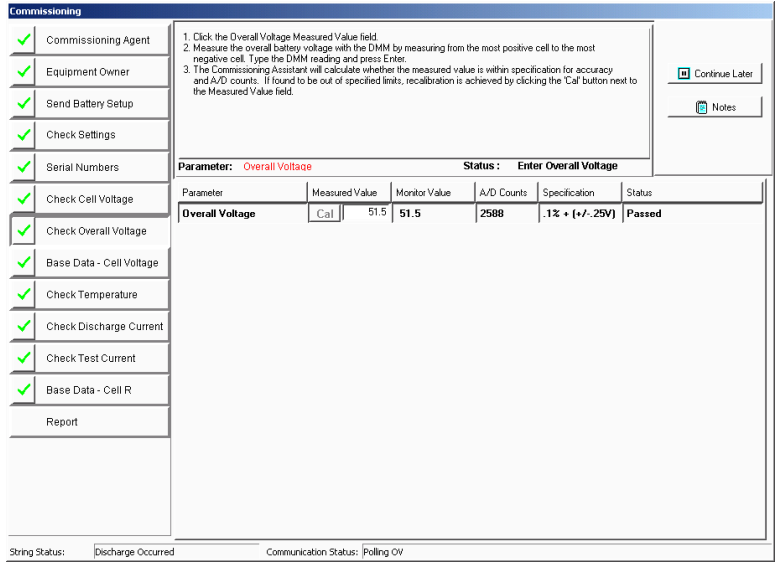 Commissioning
Commissioning Agent
Equipment Owner
Send Battery Setup
Check Settings
Serial Numbers
Check Cell Voltage
Check Overall Voltage
Base Data - Cell Voltage
Check Temperature
Check Discharge Current
Check Test Current
Base Data - Cell R
Report
1. Click the Overall Voltage Measured Value field.
2. Measure the overall battery voltage with the DMM by measuring from the most positive cell to the most
negative cell. Type the DMM reading and press Enter.
3. The Commissioning Assistant will calculate whether the measured value is within specification for accuracy
and A/D counts. If found to be out of specified limits, recalibration is achieved by clicking the 'Cal' button next to
the Measured Value field.
Continue Later
Notes
Parameter: Overall Voltage Status : Enter Overall Voltage
Parameter Measured Value Monitor Value A/D Counts Specification Status
Overall Voltage Cal 51.5 51.5 2588 .1% + (+/-.25V) Passed
String Status: Discharge Occurred Communication Status: Polling OV